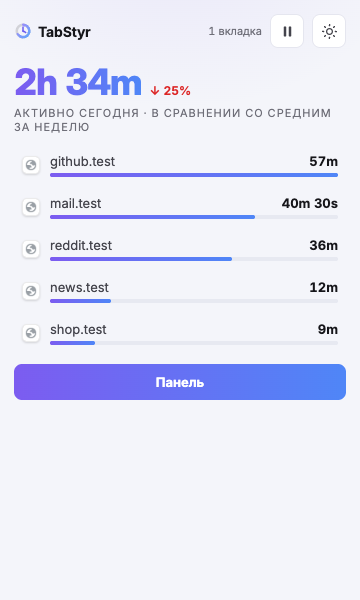 TabStyr
1 вкладка
2h 34m ↓ 25%
АКТИВНО СЕГОДНЯ · В СРАВНЕНИИ СО СРЕДНИМ
ЗА НЕДЕЛЮ
github.test 57m
mail.test 40m 30s
reddit.test 36m
news.test 12m
shop.test 9m
Панель